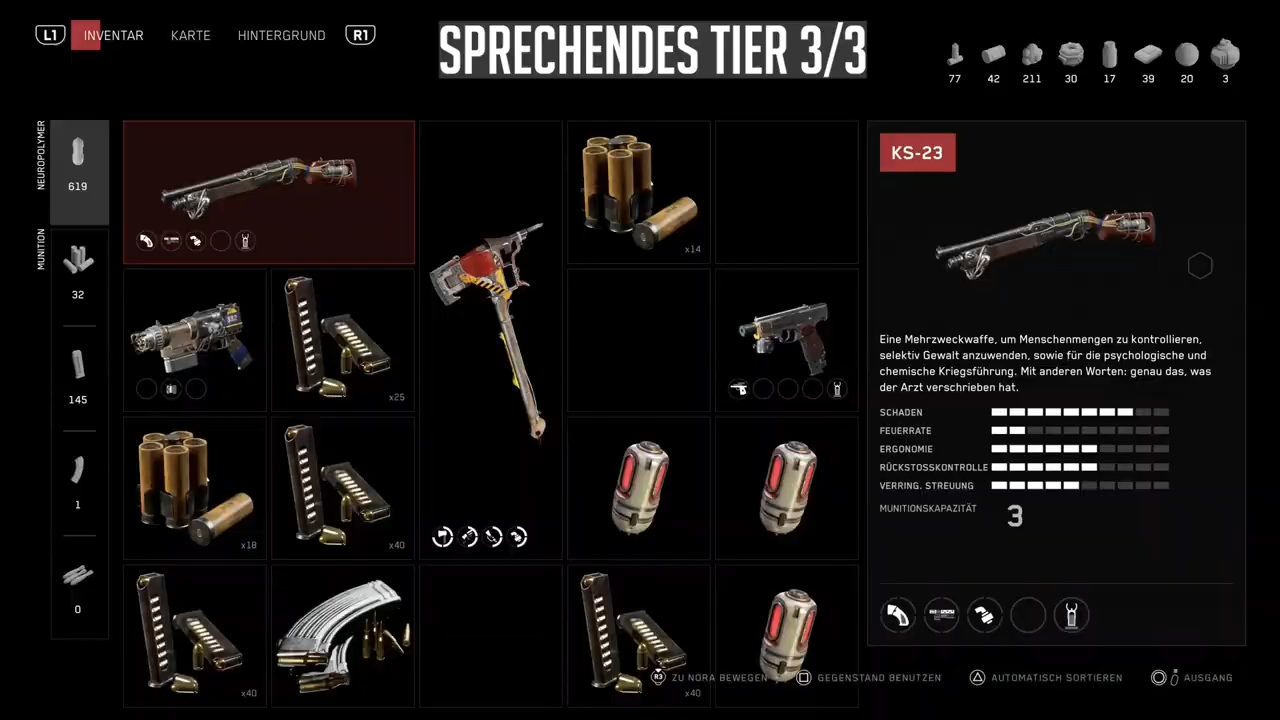 L1
INVENTAR
KARTE
HINTERGRUND
R1
SPRECHENDES TIER 3/3
77
42
211
30
17
39
20
3
NEUROPOLYMER
619
MUNITION
32
145
1
0
x14
x25
x18
x40
x40
x40
KS-23
Eine Mehrzweckwaffe, um Menschenmengen zu kontrollieren,
selektiv Gewalt anzuwenden, sowie für die psychologische und
chemische Kriegsführung. Mit anderen Worten: genau das, was
der Arzt verschrieben hat.
SCHADEN
FEUERRATE
ERGONOMIE
RÜCKSTOSSKONTROLLE
VERRING. STREUUNG
MUNITIONSKAPAZITÄT
3
R3
ZU NORA BEWEGEN
GEGENSTAND BENUTZEN
AUTOMATISCH SORTIEREN
AUSGANG